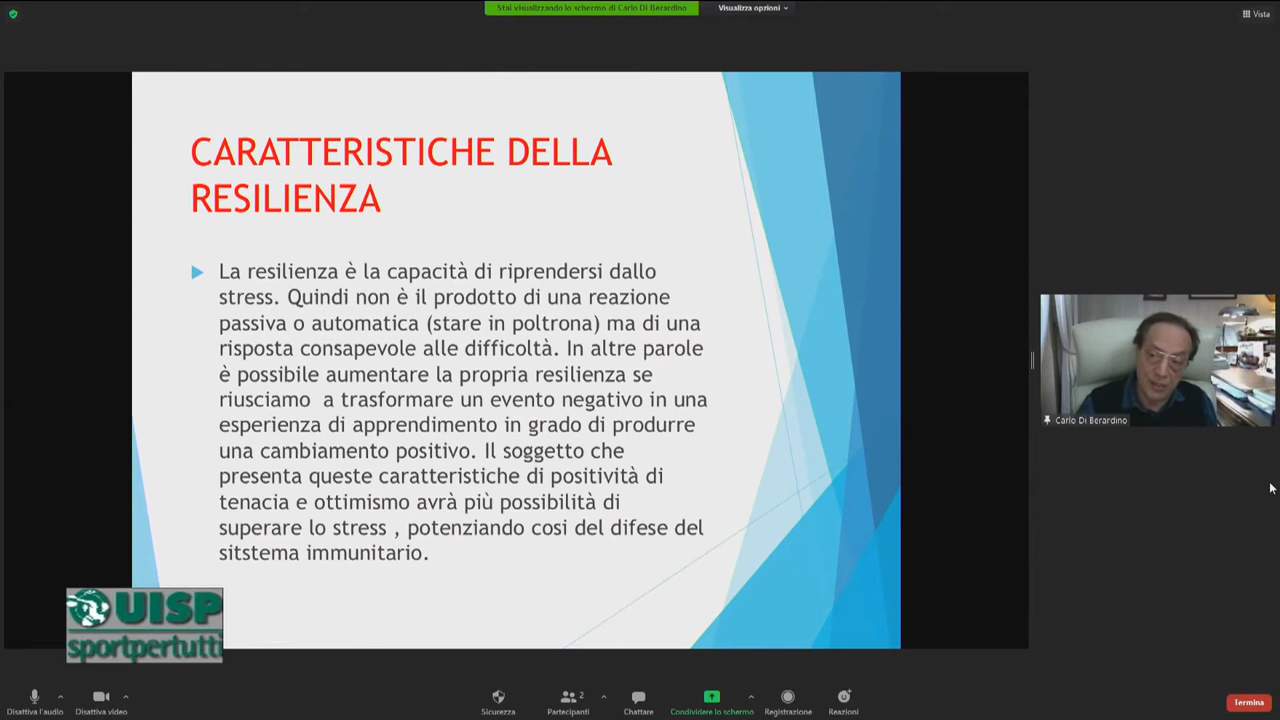 Stai visualizzando lo schermo di Carlo Di Berardino
Visualizza opzioni
Vista
CARATTERISTICHE DELLA
RESILIENZA
La resilienza è la capacità di riprendersi dallo
stress. Quindi non è il prodotto di una reazione
passiva o automatica (stare in poltrona) ma di una
risposta consapevole alle difficoltà. In altre parole
è possibile aumentare la propria resilienza se
riusciamo a trasformare un evento negativo in una
esperienza di apprendimento in grado di produrre
una cambiamento positivo. Il soggetto che
presenta queste caratteristiche di positività di
tenacia e ottimismo avrà più possibilità di
superare lo stress , potenziando cosi del difese del
sitstema immunitario.
Carlo Di Berardino
UISP
sportpertutti
Disattiva l'audio
Disattiva video
Sicurezza
2
Partecipanti
Chattare
Condividere lo schermo
Registrazione
Reazioni
Termina